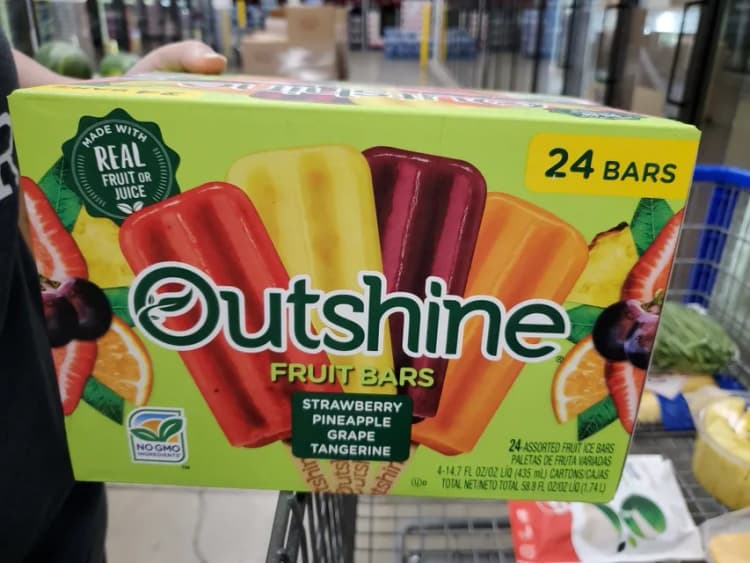 MADE WITH
REAL
FRUIT OR
JUICE
24 BARS
Outshine
FRUIT BARS
STRAWBERRY
PINEAPPLE
GRAPE
TANGERINE
NO GMO
INGREDIENTS
24 ASSORTED FRUIT ICE BARS
PALETAS DE FRUTA VARIADAS
4-14.7 FL OZ/OZ LIQ (435 mL) CARTONS/CAJAS
TOTAL NET/NETO TOTAL 58.8 FL OZ/OZ LIQ (1.74 L)